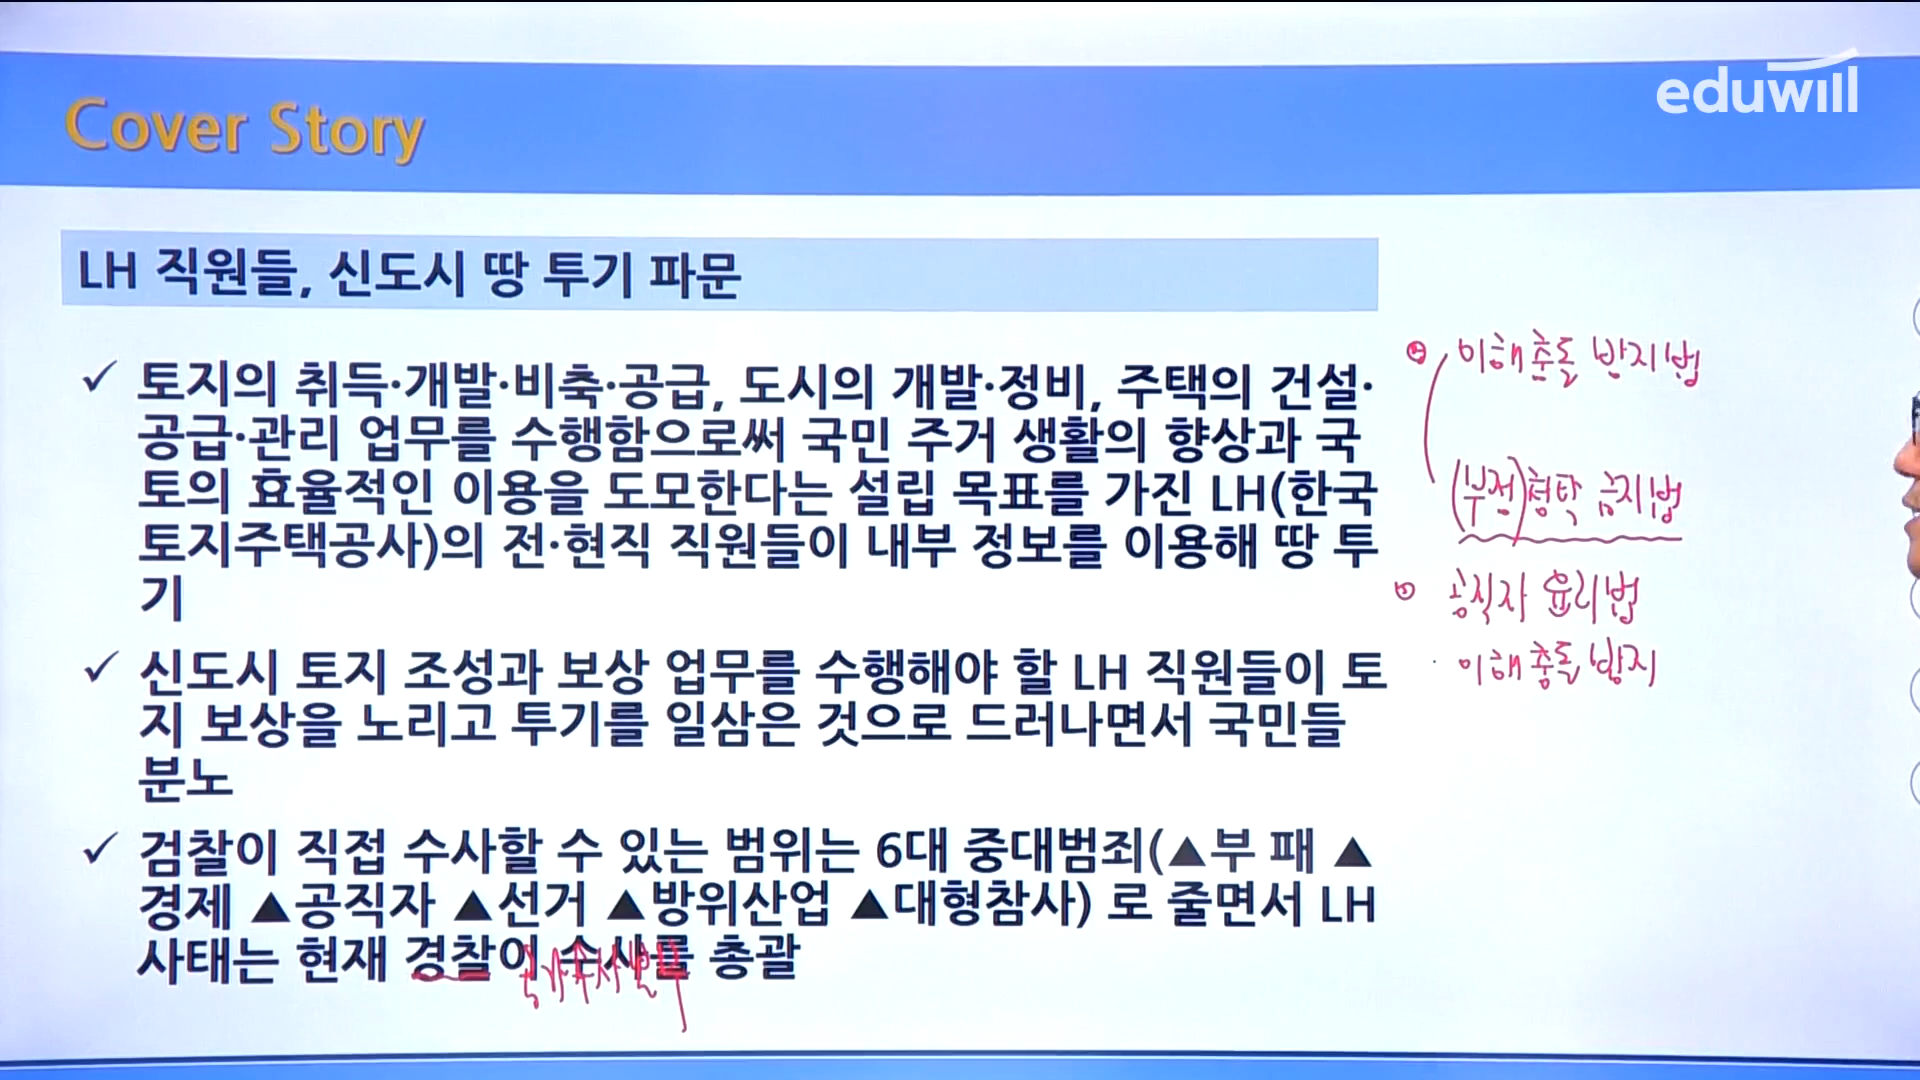 eduwill
Cover Story
LH 직원들, 신도시 땅 투기 파문
✓ 토지의 취득·개발·비축·공급, 도시의 개발·정비, 주택의 건설·
공급·관리 업무를 수행함으로써 국민 주거 생활의 향상과 국
토의 효율적인 이용을 도모한다는 설립 목표를 가진 LH(한국
토지주택공사)의 전·현직 직원들이 내부 정보를 이용해 땅 투
기
✓ 신도시 토지 조성과 보상 업무를 수행해야 할 LH 직원들이 토
지 보상을 노리고 투기를 일삼은 것으로 드러나면서 국민들
분노
✓ 검찰이 직접 수사할 수 있는 범위는 6대 중대범죄(▲부 패 ▲
경제 ▲공직자 ▲선거 ▲방위산업 ▲대형참사) 로 줄면서 LH
사태는 현재 경찰이 수사를 총괄
이해충돌 방지법
(부정)청탁 금지법
공직자 윤리법
· 이해충돌 방지